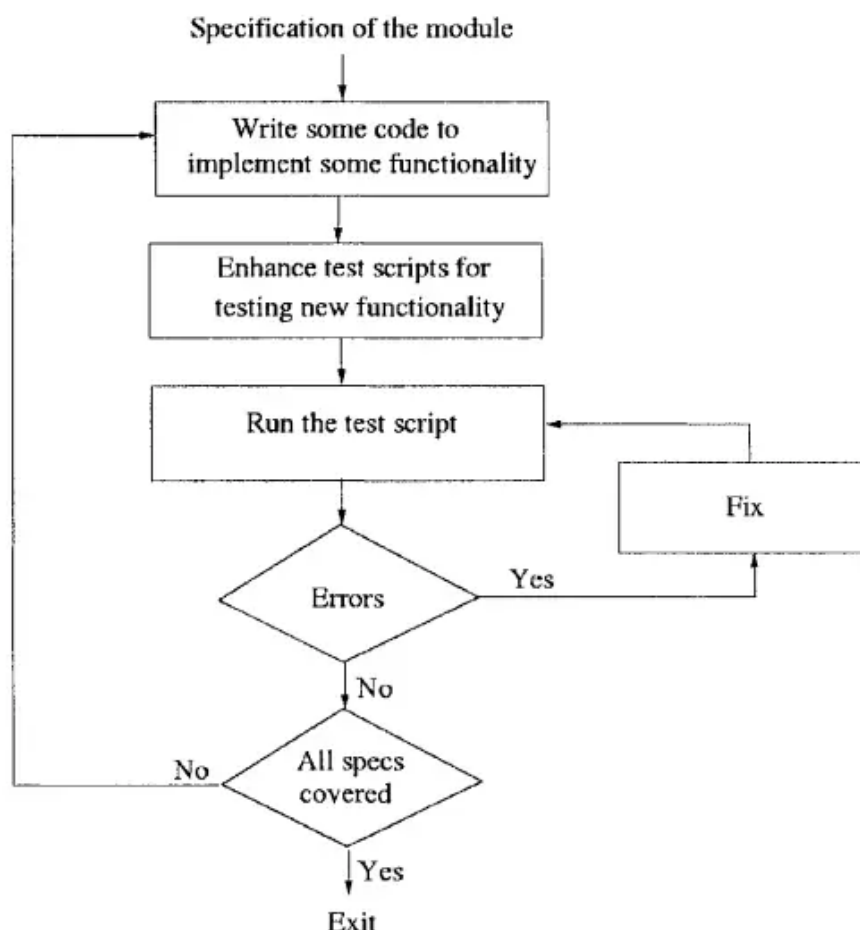 Specification of the module
Write some code to
implement some functionality
Enhance test scripts for
testing new functionality
Run the test script
Fix
Errors
Yes
No
All specs
covered
No
Yes
Exit